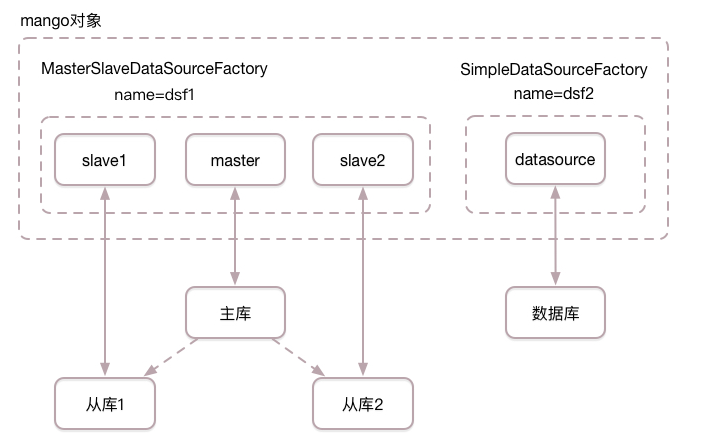 mango对象
MasterSlaveDataSourceFactory
name=dsf1
SimpleDataSourceFactory
name=dsf2
slave1
master
slave2
datasource
主库
数据库
从库1
从库2